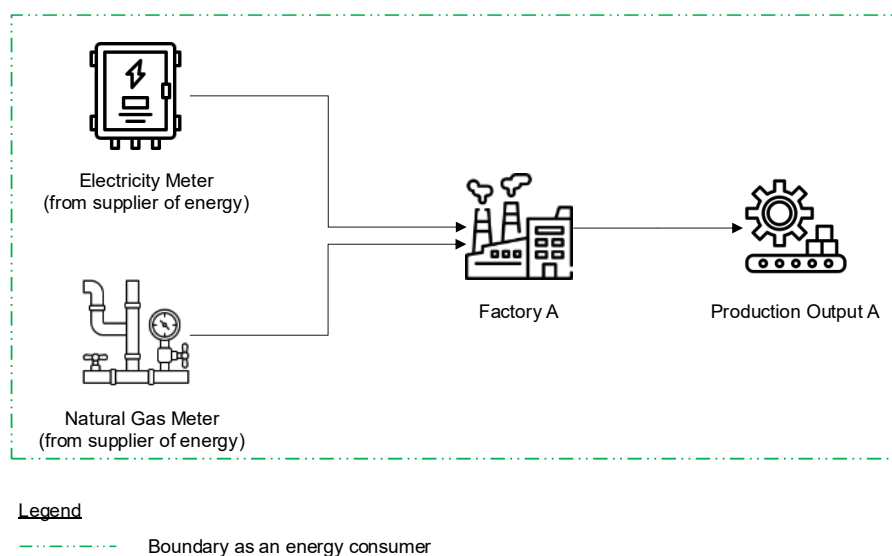 Electricity Meter
(from supplier of energy)
Factory A
Production Output A
Natural Gas Meter
(from supplier of energy)
Legend
Boundary as an energy consumer